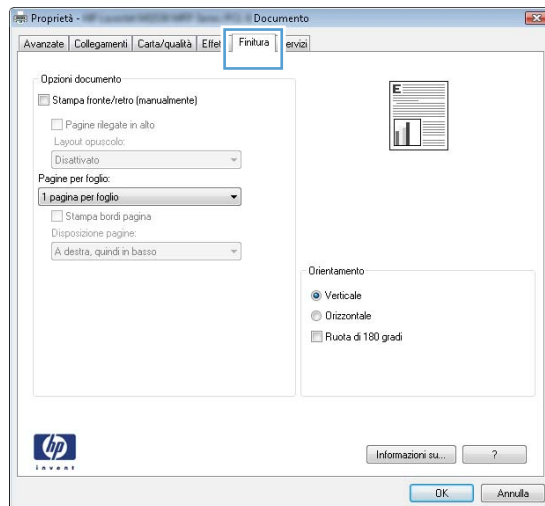 Proprietà - Documento
Avanzate Collegamenti Carta/qualità Effet Finitura ervizi
Opzioni documento
Stampa fronte/retro (manualmente)
Pagine rilegate in alto
Layout opuscolo:
Disattivato
Pagine per foglio:
1 pagina per foglio
Stampa bordi pagina
Disposizione pagine:
A destra, quindi in basso
E
Orientamento
Verticale
Orizzontale
Ruota di 180 gradi
hp
invent
Informazioni su... ?
OK Annulla